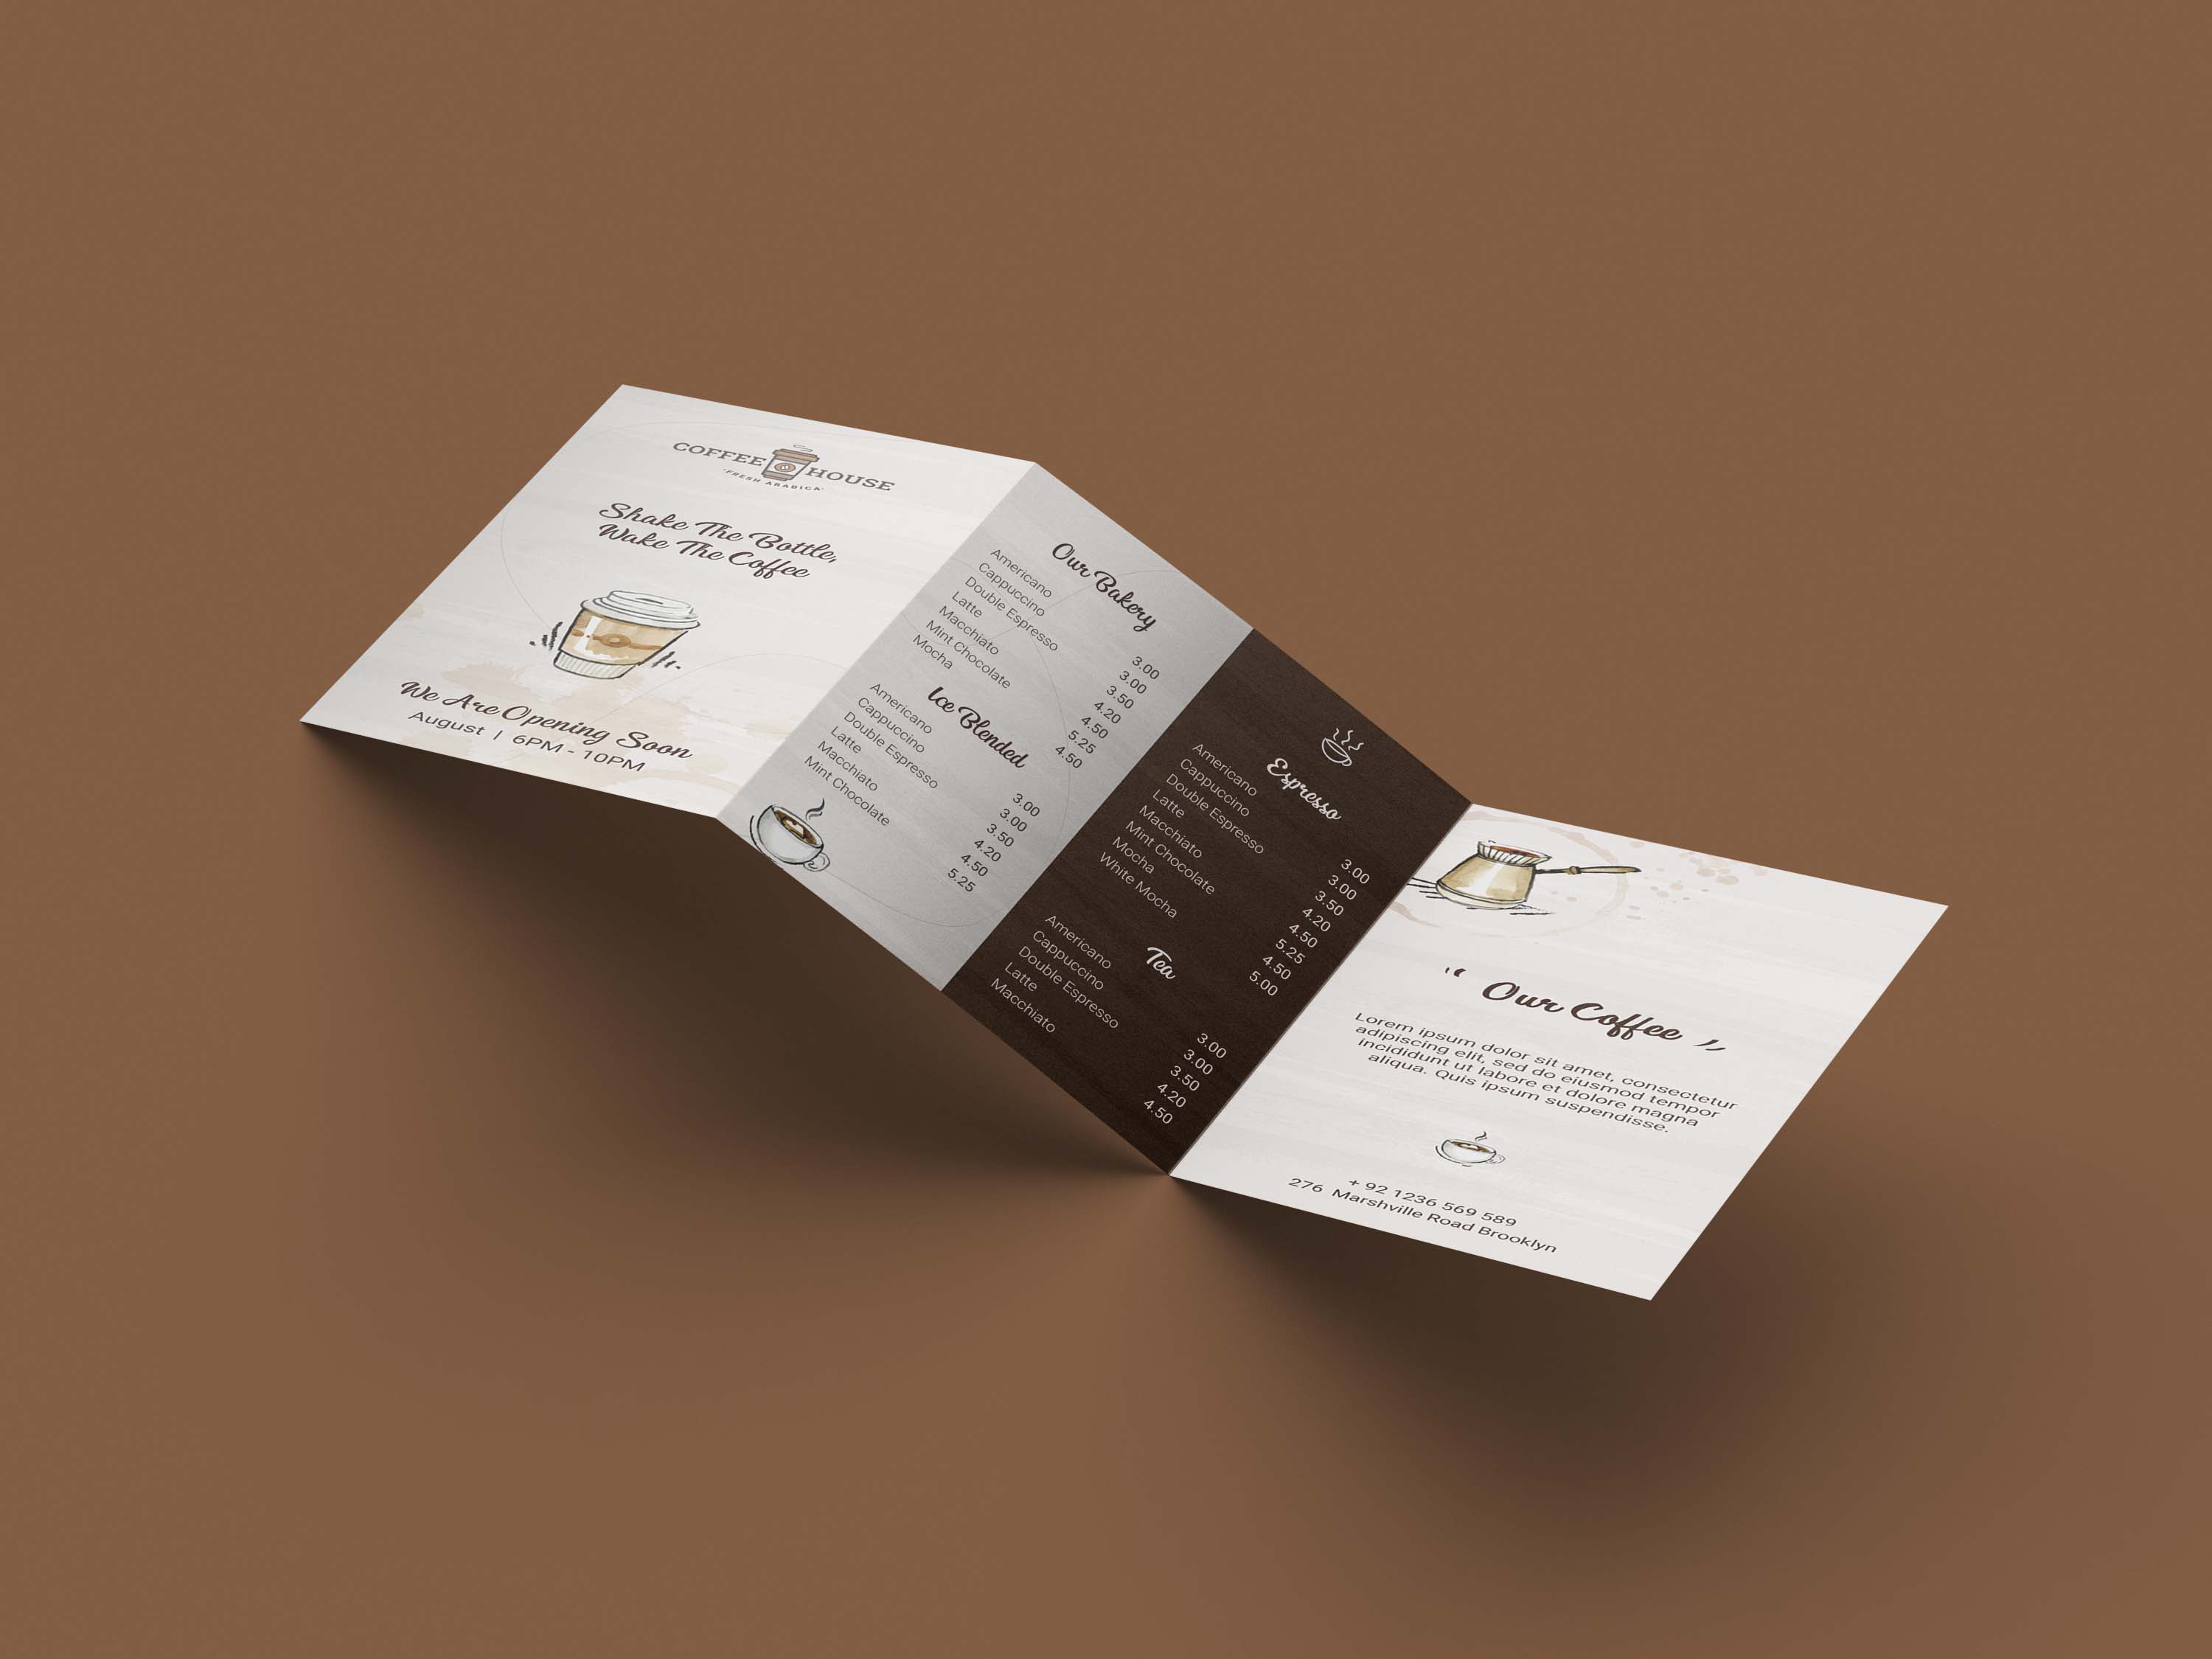 COFFEE HOUSE
"FRESH ARABICA"
Shake The Bottle,
Wake The Coffee
We Are Opening Soon
August | 6PM - 10PM
Our Bakery
Americano 3.00
Cappuccino 3.00
Double Espresso 3.50
Latte 4.20
Macchiato 4.50
Mint Chocolate 5.25
Mocha 4.50
Ice Blended
Americano 3.00
Cappuccino 3.00
Double Espresso 3.50
Latte 4.20
Macchiato 4.50
Mint Chocolate 5.25
Espresso
Americano 3.00
Cappuccino 3.00
Double Espresso 3.50
Latte 4.20
Macchiato 4.50
Mint Chocolate 5.25
Mocha 4.50
White Mocha 5.00
Tea
Americano 3.00
Cappuccino 3.00
Double Espresso 3.50
Latte 4.20
Macchiato 4.50
“ Our Coffee ”
Lorem ipsum dolor sit amet, consectetur
adipiscing elit, sed do eiusmod tempor
incididunt ut labore et dolore magna
aliqua. Quis ipsum suspendisse.
+ 92 1236 569 589
276 Marshville Road Brooklyn